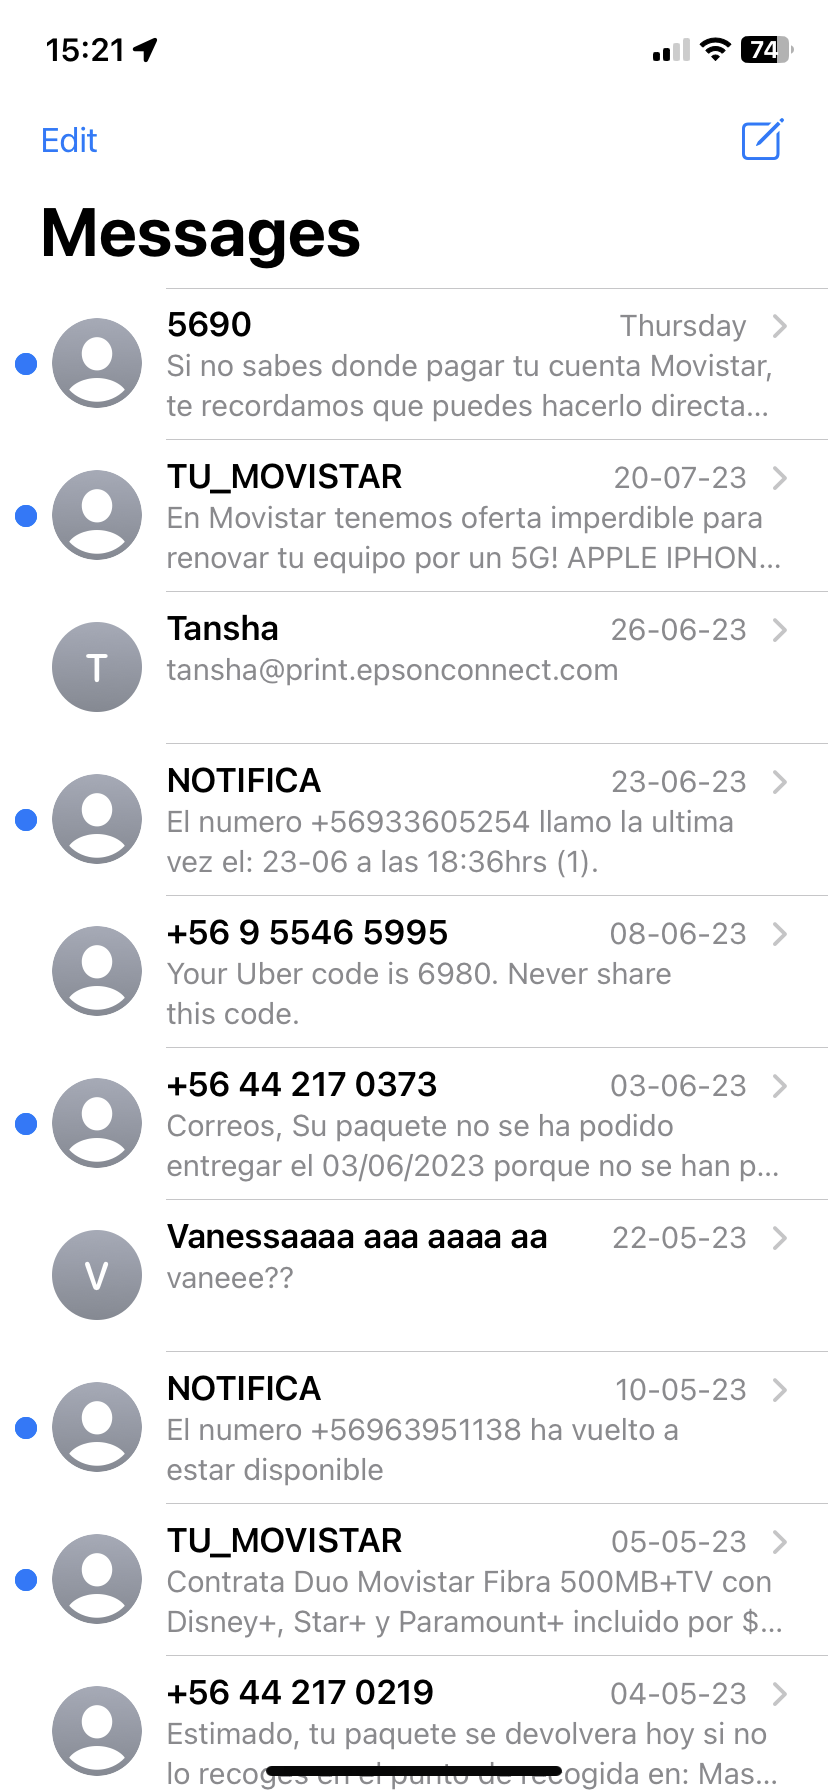 15:21
74
Edit
Messages
5690 Thursday
Si no sabes donde pagar tu cuenta Movistar,
te recordamos que puedes hacerlo directa...
TU_MOVISTAR 20-07-23
En Movistar tenemos oferta imperdible para
renovar tu equipo por un 5G! APPLE IPHON...
T
Tansha 26-06-23
tansha@print.epsonconnect.com
NOTIFICA 23-06-23
El numero +56933605254 llamo la ultima
vez el: 23-06 a las 18:36hrs (1).
+56 9 5546 5995 08-06-23
Your Uber code is 6980. Never share
this code.
+56 44 217 0373 03-06-23
Correos, Su paquete no se ha podido
entregar el 03/06/2023 porque no se han p...
V
Vanessaaaa aaa aaaa aa 22-05-23
vaneee??
NOTIFICA 10-05-23
El numero +56963951138 ha vuelto a
estar disponible
TU_MOVISTAR 05-05-23
Contrata Duo Movistar Fibra 500MB+TV con
Disney+, Star+ y Paramount+ incluido por $...
+56 44 217 0219 04-05-23
Estimado, tu paquete se devolvera hoy si no
lo recoges en el punto de recogida en: Mas...